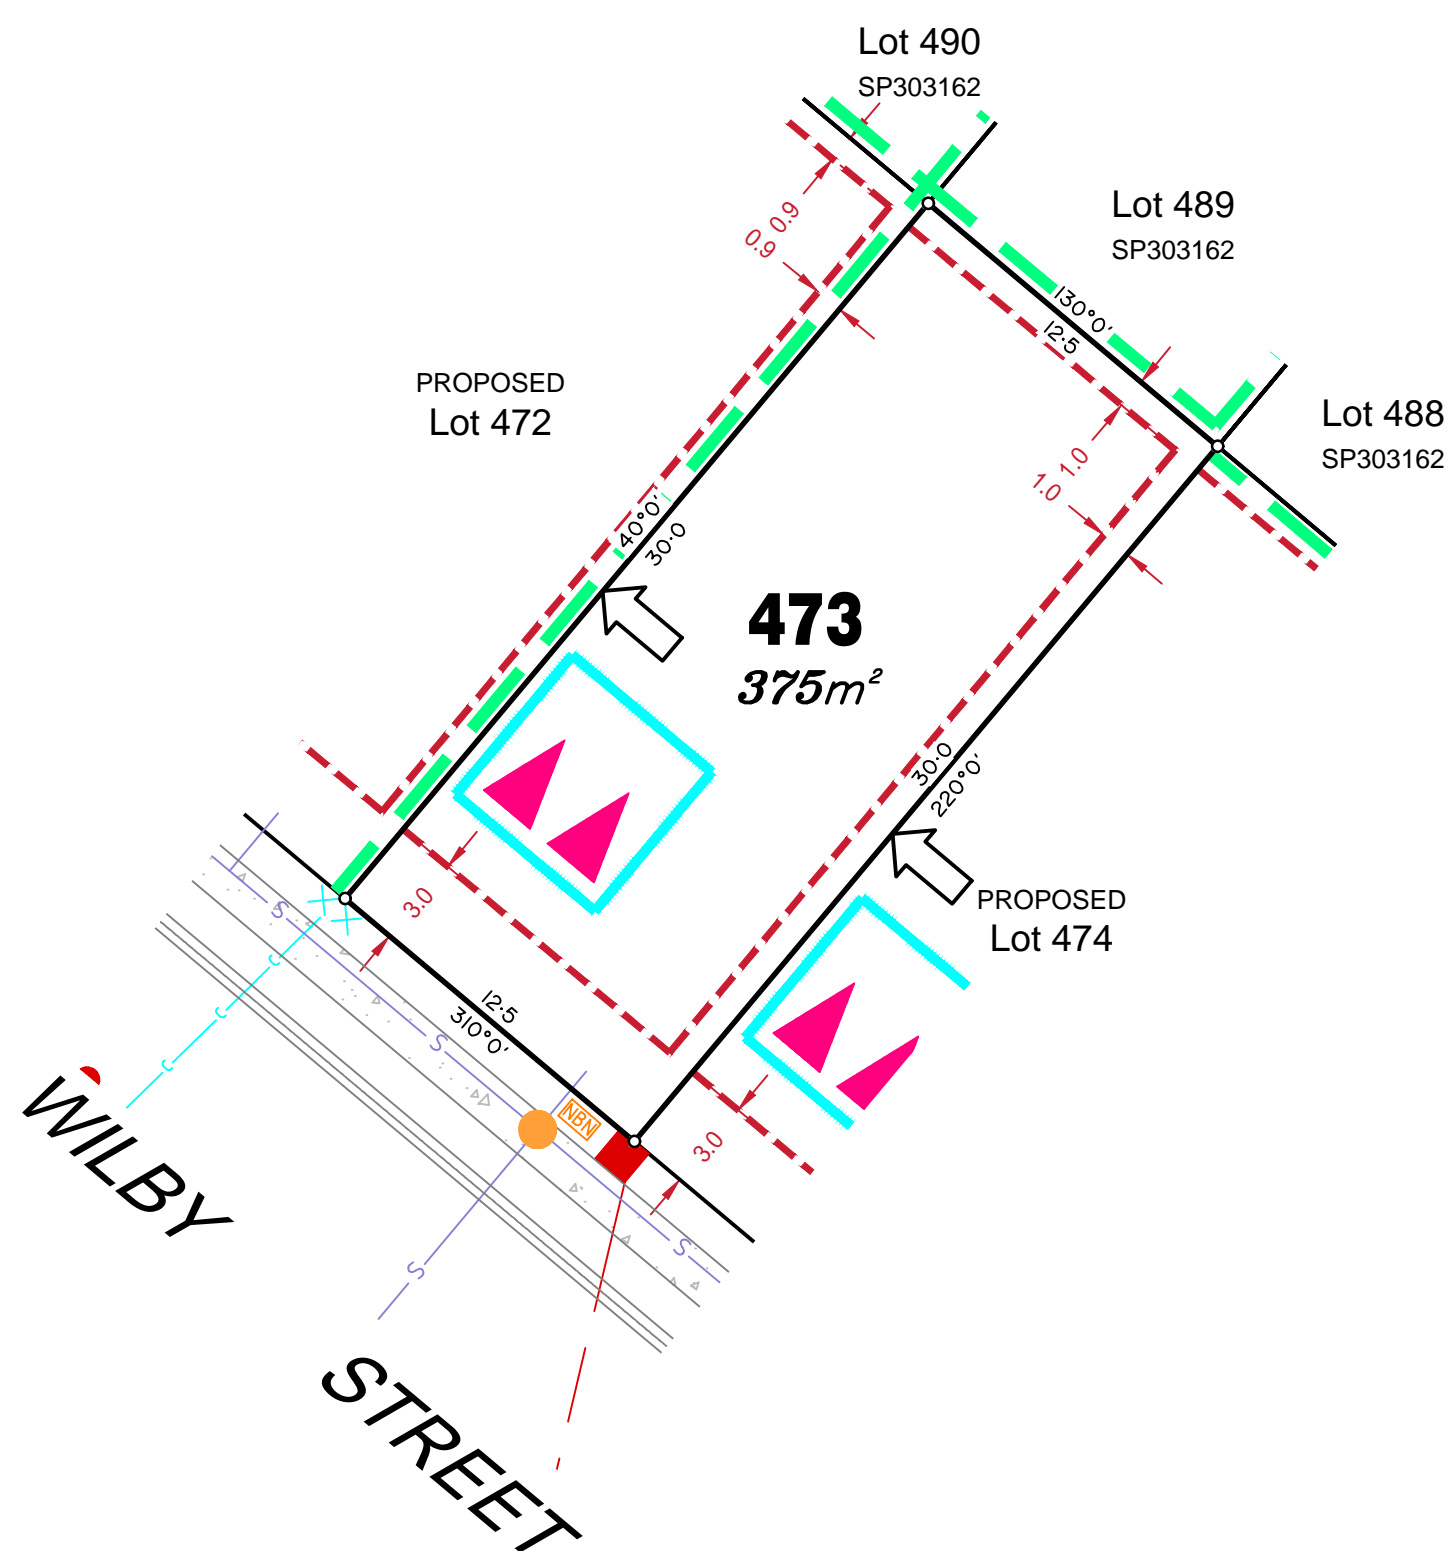 Lot 490
SP303162
Lot 489
SP303162
0.9
0.9
130°0'
12·5
PROPOSED
Lot 472
Lot 488
SP303162
1.0
1.0
40°0'
30·0
473
375m²
30·0
220°0'
3.0
PROPOSED
Lot 474
S
C
12·5
310°0'
C
S
C
NBN
3.0
WILBY
S
S
STREET